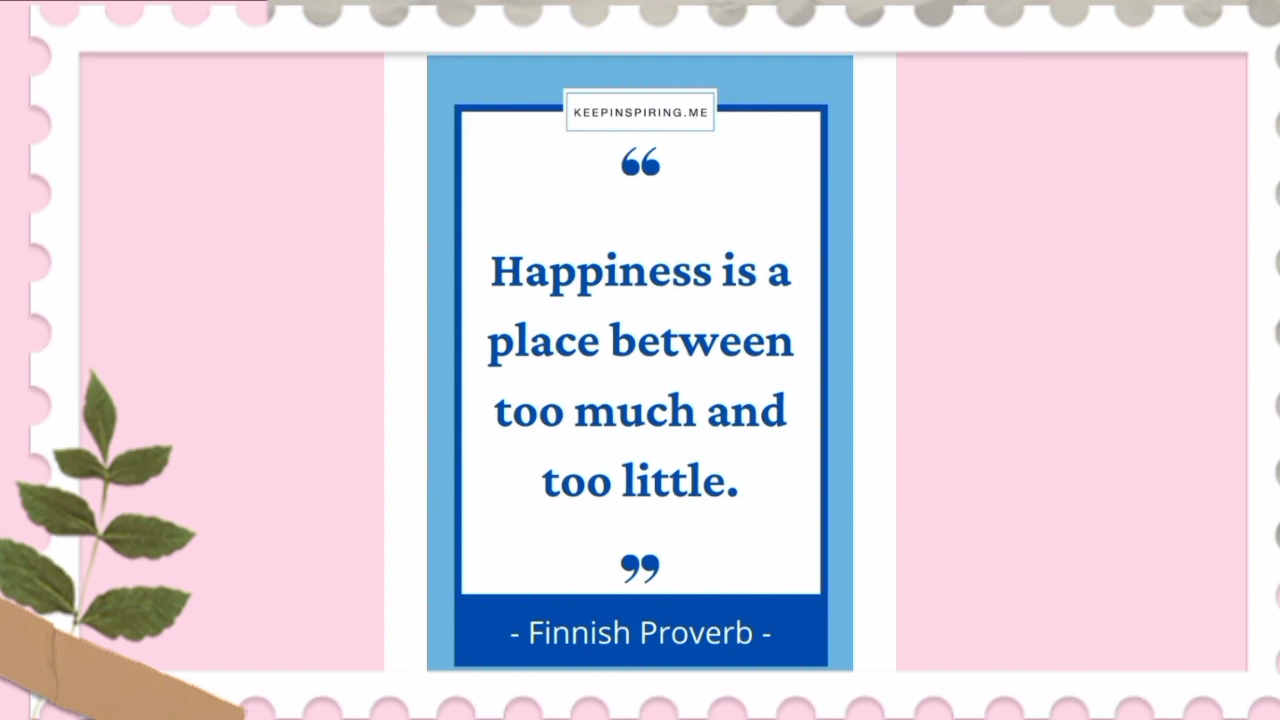 KEEPINSPIRING.ME
“
Happiness is a
place between
too much and
too little.
”
- Finnish Proverb -